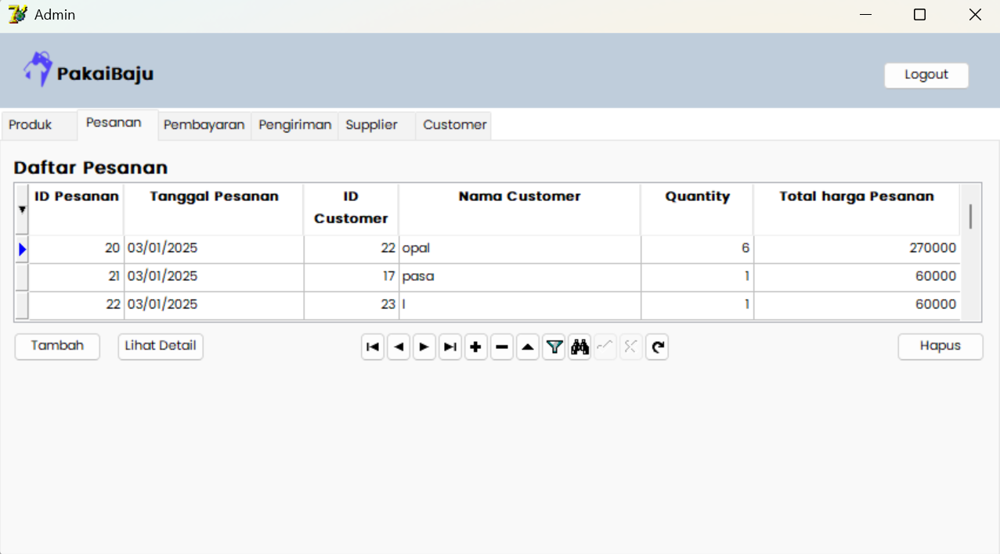 Admin
PakaiBaju
Logout
Produk Pesanan Pembayaran Pengiriman Supplier Customer
Daftar Pesanan
ID Pesanan Tanggal Pesanan ID Customer Nama Customer Quantity Total harga Pesanan
20 03/01/2025 22 opal 6 270000
21 03/01/2025 17 pasa 1 60000
22 03/01/2025 23 l 1 60000
Tambah Lihat Detail Hapus